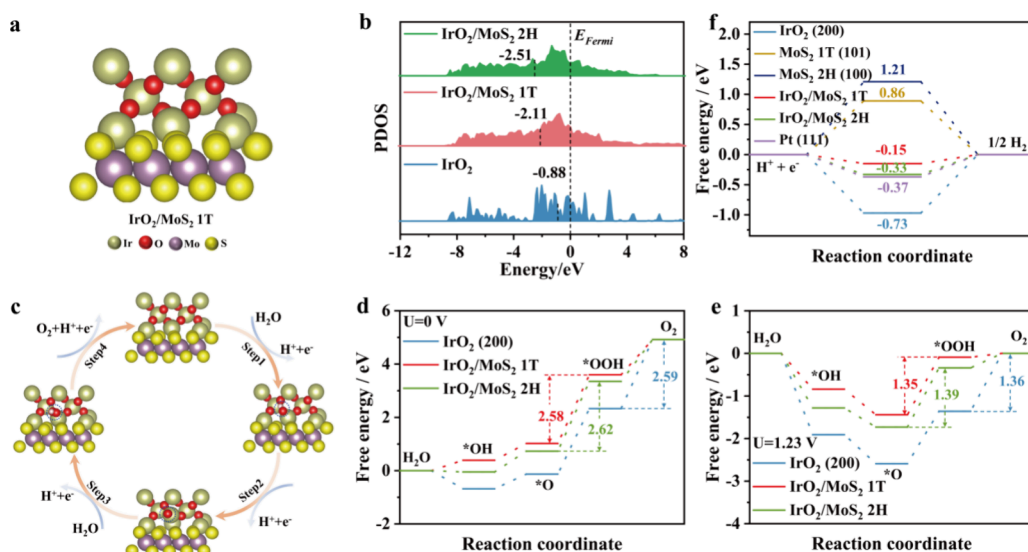 a
IrO₂/MoS₂ 1T
Ir O Mo S
b
IrO₂/MoS₂ 2H
E_Fermi
-2.51
IrO₂/MoS₂ 1T
-2.11
IrO₂
-0.88
PDOS
-12 -8 -4 0 4 8
Energy/eV
f
IrO₂ (200)
MoS₂ 1T (101)
MoS₂ 2H (100)
IrO₂/MoS₂ 1T
IrO₂/MoS₂ 2H
Pt (111)
1.21
0.86
-0.15
-0.33
-0.37
-0.73
H⁺ + e⁻
1/2 H₂
2.0
1.5
1.0
0.5
0.0
-0.5
-1.0
Free energy / eV
Reaction coordinate
c
O₂+H⁺+e⁻
H₂O
Step4
Step1
H⁺+e⁻
H⁺+e⁻
Step3
Step2
H₂O
H⁺+e⁻
d
U=0 V
IrO₂ (200)
IrO₂/MoS₂ 1T
IrO₂/MoS₂ 2H
O₂
*OOH
2.59
2.58
2.62
H₂O
*OH
*O
6
4
2
0
-2
Free energy / eV
Reaction coordinate
e
O₂
H₂O
*OOH
*OH
1.35
1.39
1.36
U=1.23 V
*O
IrO₂ (200)
IrO₂/MoS₂ 1T
IrO₂/MoS₂ 2H
1
0
-1
-2
-3
-4
Free energy / eV
Reaction coordinate